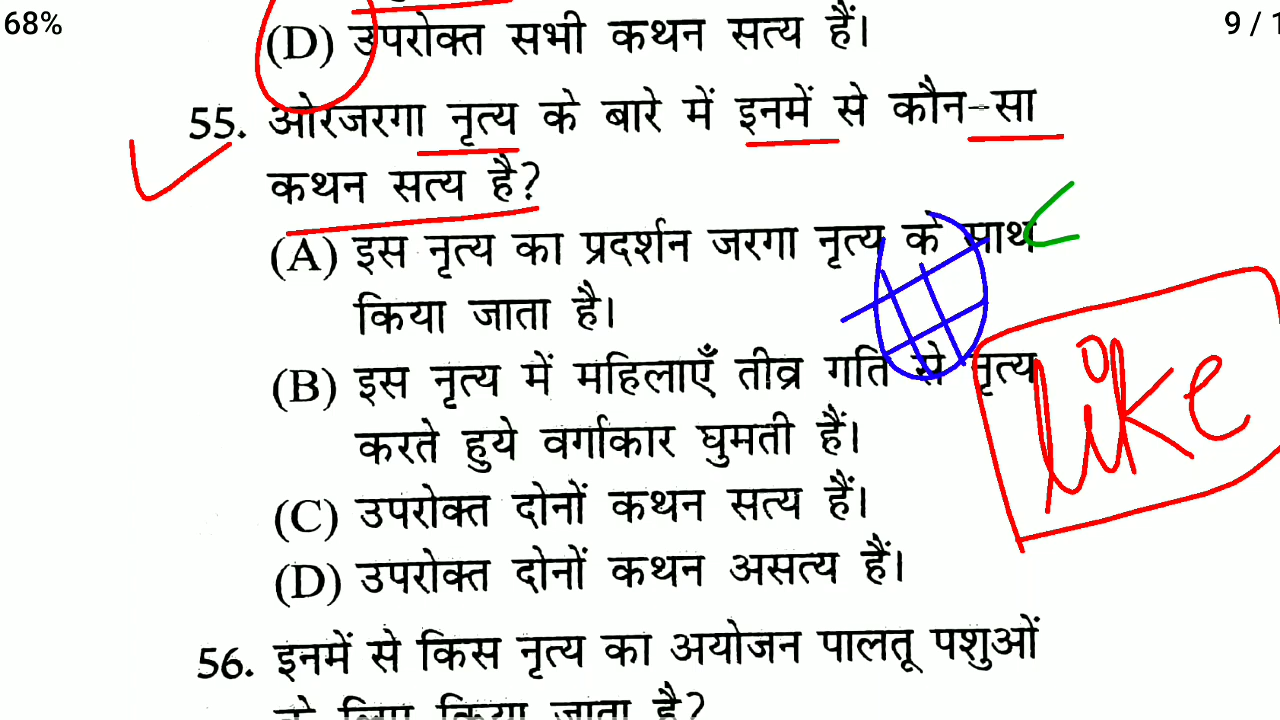 68%
9 / 1
(D) उपरोक्त सभी कथन सत्य हैं।
55. ओरजरगा नृत्य के बारे में इनमें से कौन-सा
कथन सत्य है?
(A) इस नृत्य का प्रदर्शन जरगा नृत्य के साथ
किया जाता है।
(B) इस नृत्य में महिलाएँ तीव्र गति से नृत्य
करते हुये वर्गाकार घुमती हैं।
like
(C) उपरोक्त दोनों कथन सत्य हैं।
(D) उपरोक्त दोनों कथन असत्य हैं।
56. इनमें से किस नृत्य का अयोजन पालतू पशुओं
के लिए किया जाता है?